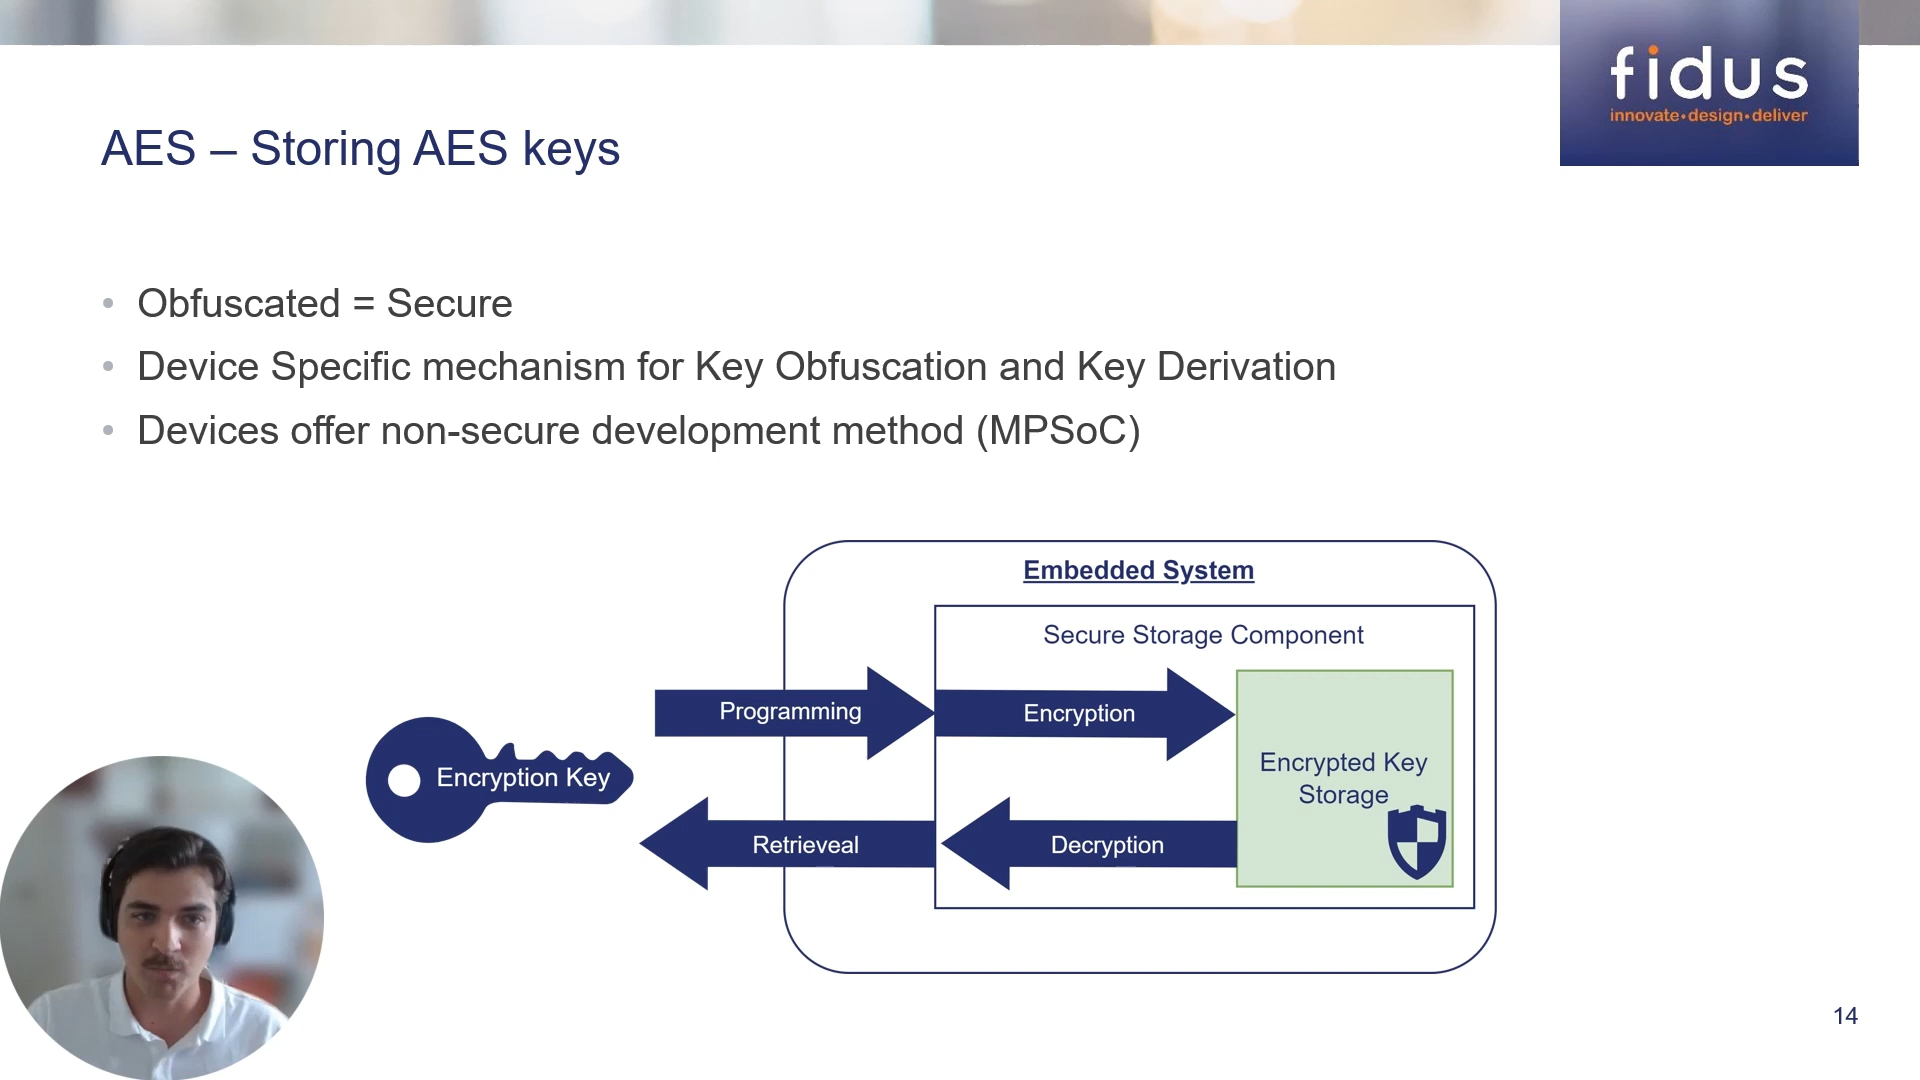 fidus
innovate•design•deliver
AES – Storing AES keys
• Obfuscated = Secure
• Device Specific mechanism for Key Obfuscation and Key Derivation
• Devices offer non-secure development method (MPSoC)
Embedded System
Secure Storage Component
Programming
Encryption
Encryption Key
Encrypted Key
Storage
Retrieveal
Decryption
14